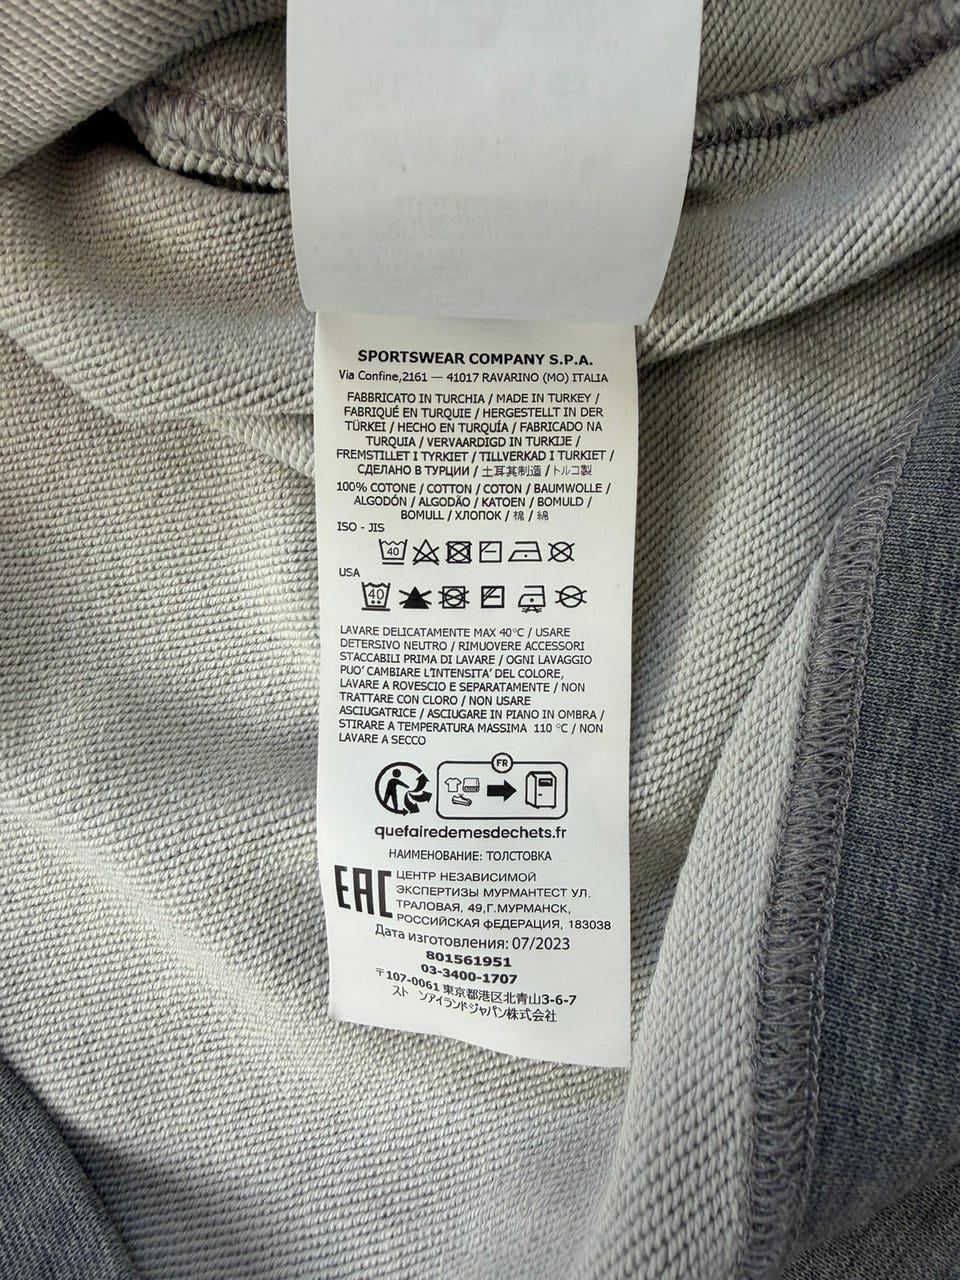 SPORTSWEAR COMPANY S.P.A.
Via Confine,2161 — 41017 RAVARINO (MO) ITALIA
FABBRICATO IN TURCHIA / MADE IN TURKEY /
FABRIQUÉ EN TURQUIE / HERGESTELLT IN DER
TÜRKEI / HECHO EN TURQUÍA / FABRICADO NA
TURQUIA / VERVAARDIGD IN TURKIJE /
FREMSTILLET I TYRKIET / TILLVERKAD I TURKIET /
СДЕЛАНО В ТУРЦИИ / 土耳其制造 / トルコ製
100% COTONE / COTTON / COTON / BAUMWOLLE /
ALGODÓN / ALGODÃO / KATOEN / BOMULD /
BOMULL / ХЛОПОК / 棉 / 綿
ISO - JIS
40
USA
40
LAVARE DELICATAMENTE MAX 40°C / USARE
DETERSIVO NEUTRO / RIMUOVERE ACCESSORI
STACCABILI PRIMA DI LAVARE / OGNI LAVAGGIO
PUO' CAMBIARE L'INTENSITA' DEL COLORE,
LAVARE A ROVESCIO E SEPARATAMENTE / NON
TRATTARE CON CLORO / NON USARE
ASCIUGATRICE / ASCIUGARE IN PIANO IN OMBRA /
STIRARE A TEMPERATURA MASSIMA 110 °C / NON
LAVARE A SECCO
FR
quefairedemesdechets.fr
НАИМЕНОВАНИЕ: ТОЛСТОВКА
EAC
ЦЕНТР НЕЗАВИСИМОЙ
ЭКСПЕРТИЗЫ МУРМАНТЕСТ УЛ.
ТРАЛОВАЯ, 49,Г.МУРМАНСК,
РОССИЙСКАЯ ФЕДЕРАЦИЯ, 183038
Дата изготовления: 07/2023
801561951
03-3400-1707
〒107-0061 東京都港区北青山3-6-7
ストーンアイランドジャパン株式会社